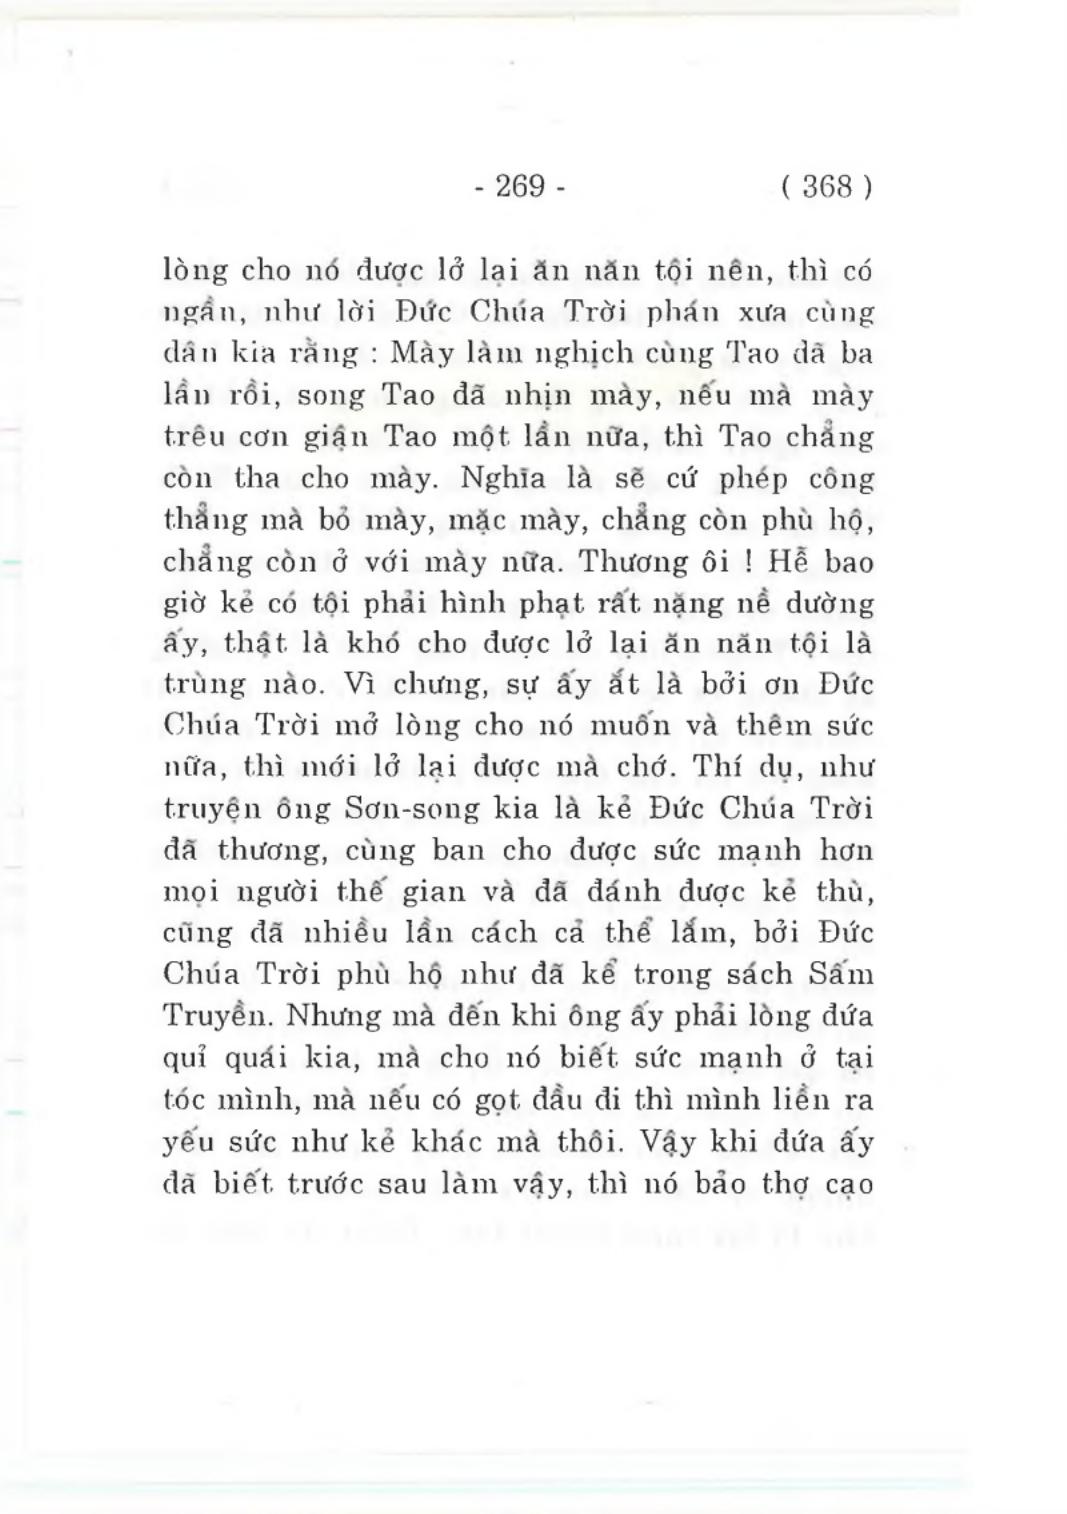 - 269 - ( 368 )
lòng cho nó được lở lại ăn năn tội nên, thì có
ngần, như lời Đức Chúa Trời phán xưa cùng
dân kia rằng : Mày làm nghịch cùng Tao dã ba
lần rồi, song Tao đã nhịn mày, nếu mà mày
trêu cơn giận Tao một lần nữa, thì Tao chẳng
còn tha cho mày. Nghĩa là sẽ cứ phép công
thẳng mà bỏ mày, mặc mày, chẳng còn phù hộ,
chẳng còn ở với mày nữa. Thương ôi ! Hễ bao
giờ kẻ có tội phải hình phạt rất nặng nề dường
ấy, thật là khó cho được lở lại ăn năn tội là
trùng nào. Vì chưng, sự ấy ắt là bởi ơn Đức
Chúa Trời mở lòng cho nó muốn và thêm sức
nữa, thì mới lở lại được mà chớ. Thí dụ, như
truyện ông Sơn-song kia là kẻ Đức Chúa Trời
đã thương, cùng ban cho được sức mạnh hơn
mọi người thế gian và đã đánh được kẻ thù,
cũng đã nhiều lần cách cả thể lắm, bởi Đức
Chúa Trời phù hộ như đã kể trong sách Sấm
Truyền. Nhưng mà đến khi ông ấy phải lòng đứa
quỉ quái kia, mà cho nó biết sức mạnh ở tại
tóc mình, mà nếu có gọt đầu đi thì mình liền ra
yếu sức như kẻ khác mà thôi. Vậy khi đứa ấy
đã biết trước sau làm vậy, thì nó bảo thợ cạo